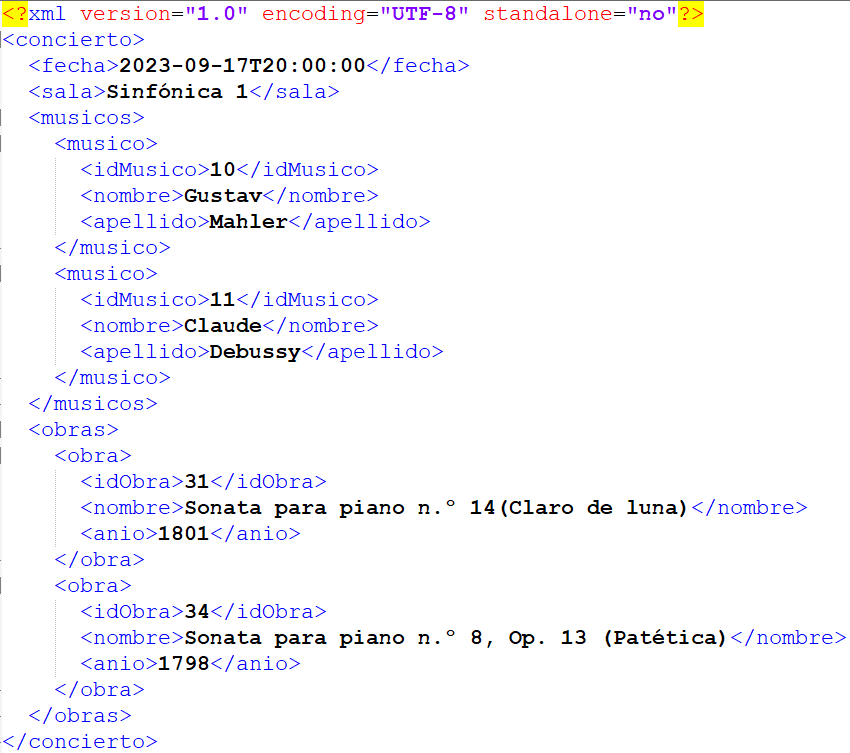 <?xml version="1.0" encoding="UTF-8" standalone="no"?>
<concierto>
  <fecha>2023-09-17T20:00:00</fecha>
  <sala>Sinfónica 1</sala>
  <musicos>
    <musico>
      <idMusico>10</idMusico>
      <nombre>Gustav</nombre>
      <apellido>Mahler</apellido>
    </musico>
    <musico>
      <idMusico>11</idMusico>
      <nombre>Claude</nombre>
      <apellido>Debussy</apellido>
    </musico>
  </musicos>
  <obras>
    <obra>
      <idObra>31</idObra>
      <nombre>Sonata para piano n.º 14(Claro de luna)</nombre>
      <anio>1801</anio>
    </obra>
    <obra>
      <idObra>34</idObra>
      <nombre>Sonata para piano n.º 8, Op. 13 (Patética)</nombre>
      <anio>1798</anio>
    </obra>
  </obras>
</concierto>